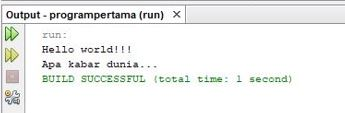 Output - programpertama (run)
run:
Hello world!!!
Apa kabar dunia...
BUILD SUCCESSFUL (total time: 1 second)